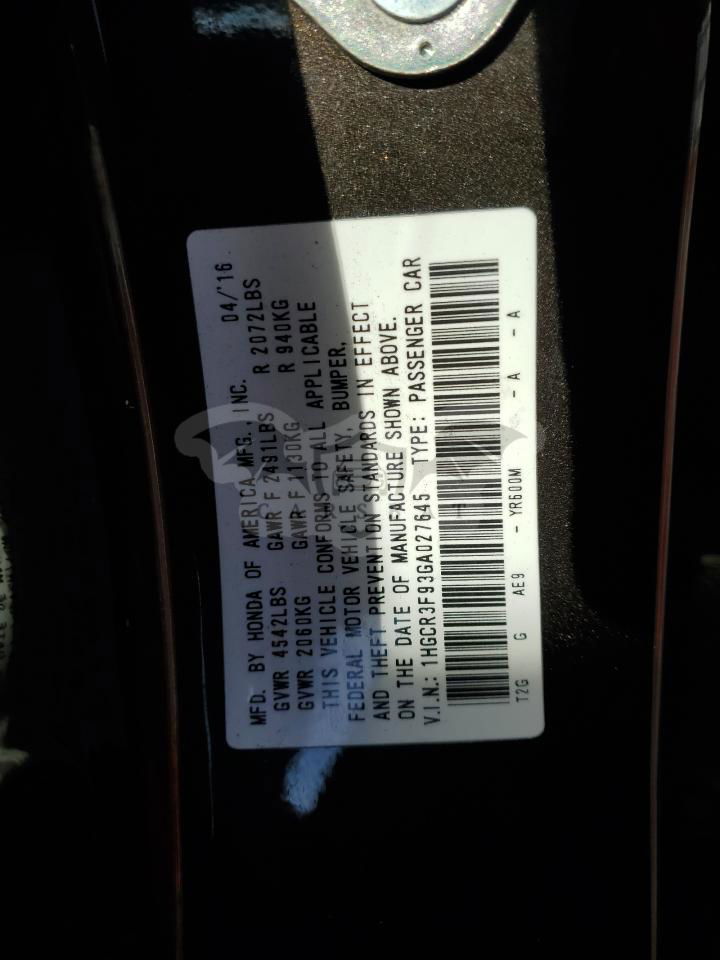 MFD. BY HONDA OF AMERICA MFG., INC. 04/'16
GVWR 4542LBS GAWR F 2491LBS R 2072LBS
GVWR 2060KG GAWR F 1130KG R 940KG
THIS VEHICLE CONFORMS TO ALL APPLICABLE
FEDERAL MOTOR VEHICLE SAFETY, BUMPER,
AND THEFT PREVENTION STANDARDS IN EFFECT
ON THE DATE OF MANUFACTURE SHOWN ABOVE.
V.I.N.: 1HGCR3F93GA027645 TYPE: PASSENGER CAR
T2G G AE9 - YR600M - A - A